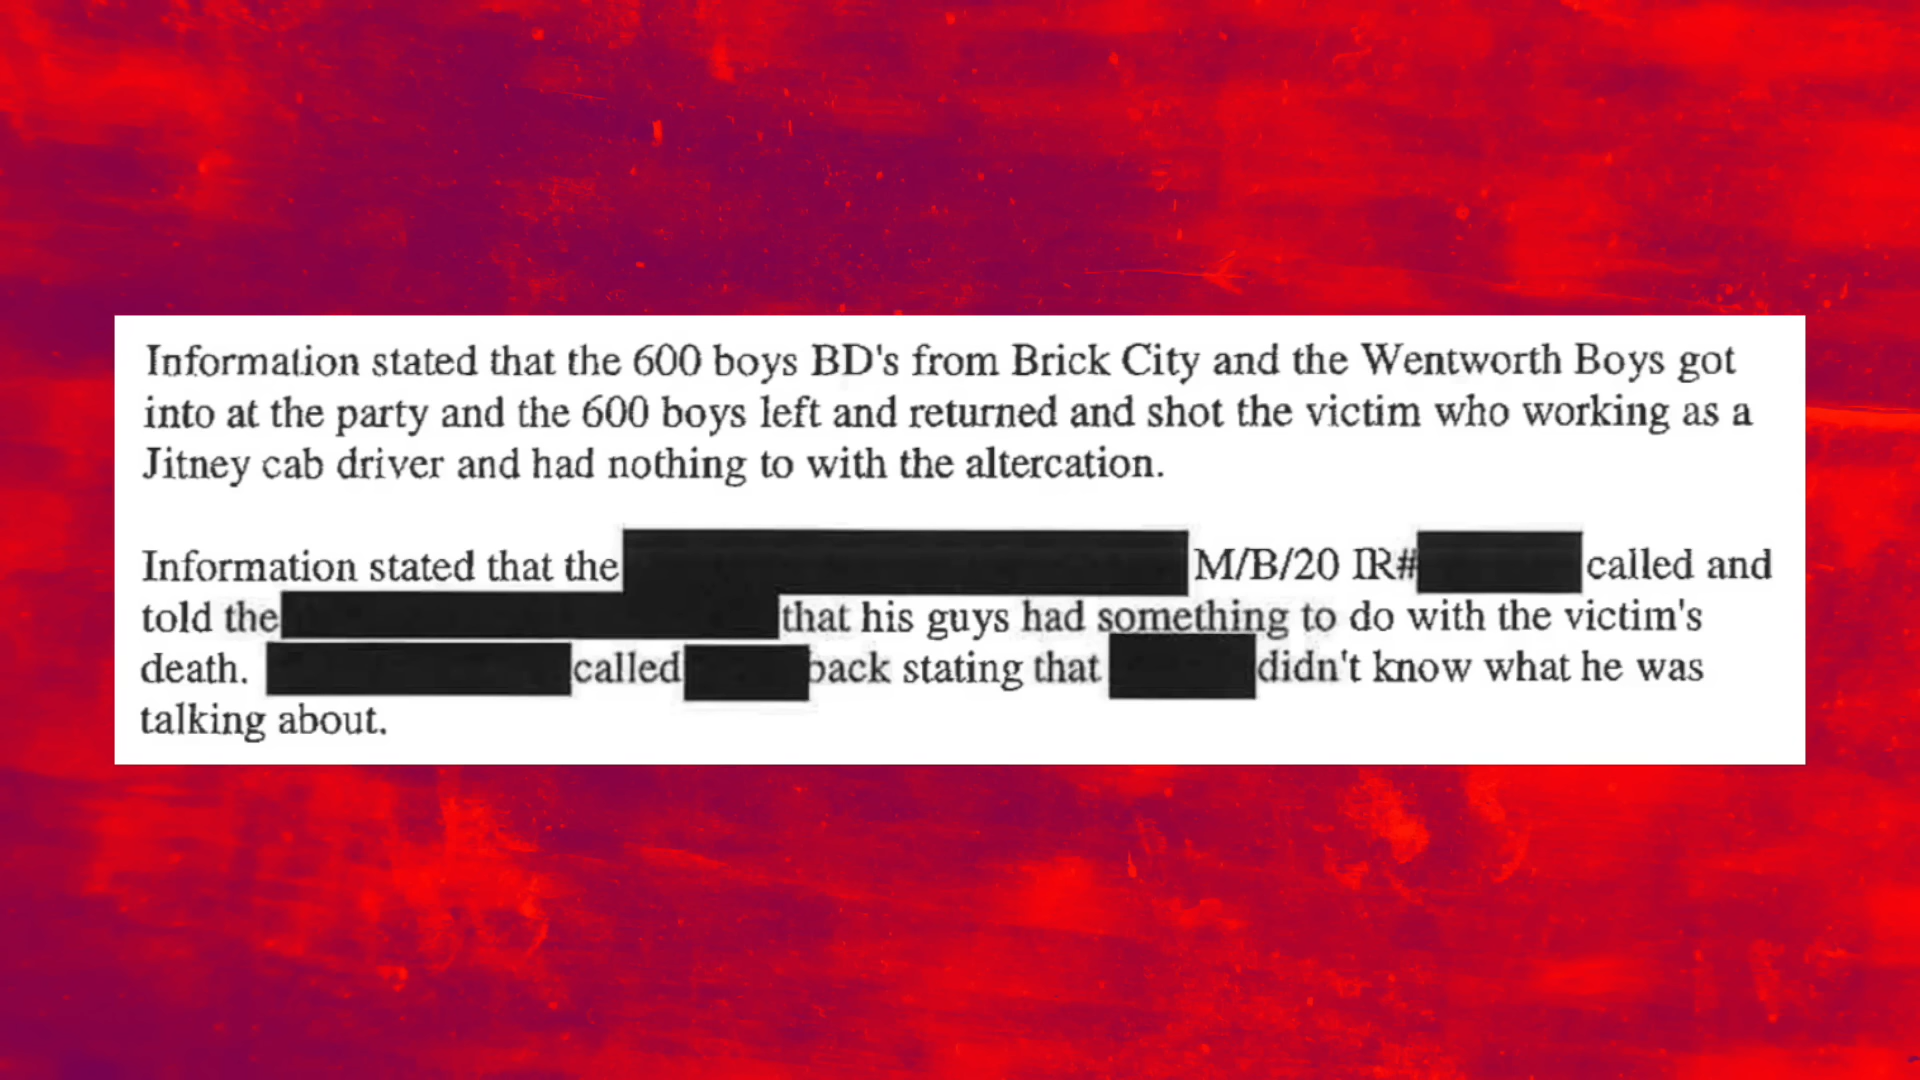 Information stated that the 600 boys BD's from Brick City and the Wentworth Boys got
into at the party and the 600 boys left and returned and shot the victim who working as a
Jitney cab driver and had nothing to with the altercation.
Information stated that the M/B/20 IR# called and
told the that his guys had something to do with the victim's
death. called back stating that didn't know what he was
talking about.